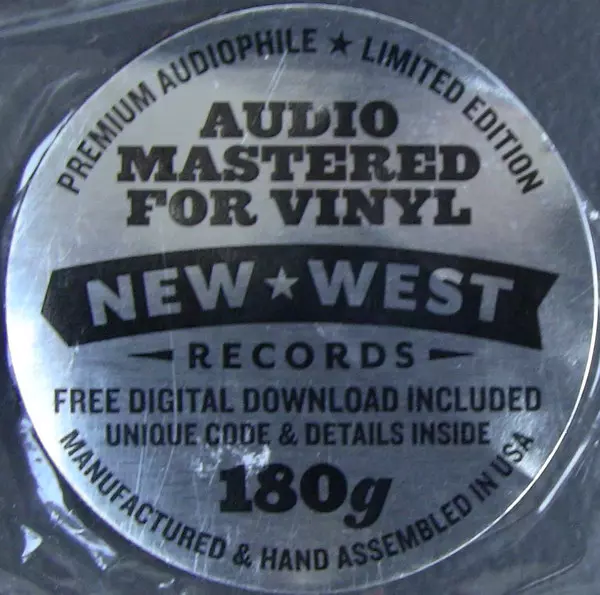 PREMIUM AUDIOPHILE ★ LIMITED EDITION
AUDIO
MASTERED
FOR VINYL
NEW ★ WEST
RECORDS
FREE DIGITAL DOWNLOAD INCLUDED
UNIQUE CODE & DETAILS INSIDE
180g
MANUFACTURED & HAND ASSEMBLED IN USA